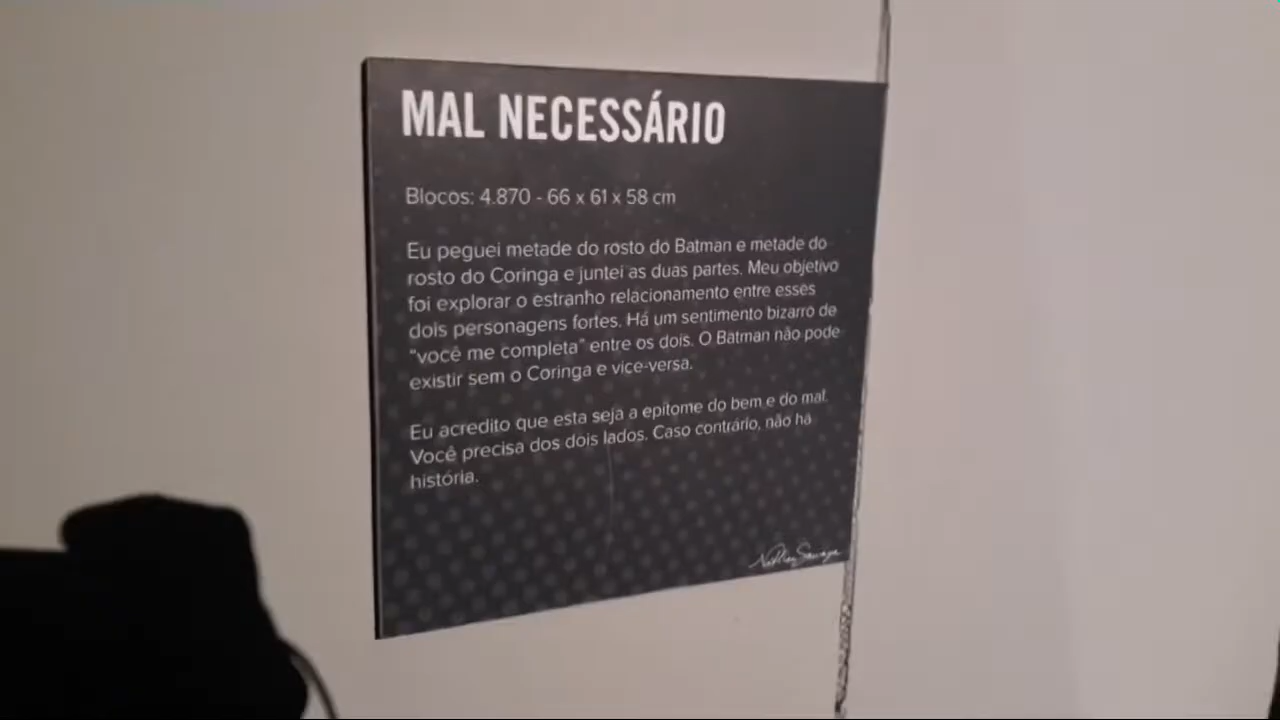 MAL NECESSÁRIO
Blocos: 4.870 - 66 x 61 x 58 cm
Eu peguei metade do rosto do Batman e metade do
rosto do Coringa e juntei as duas partes. Meu objetivo
foi explorar o estranho relacionamento entre esses
dois personagens fortes. Há um sentimento bizarro de
"você me completa" entre os dois. O Batman não pode
existir sem o Coringa e vice-versa.
Eu acredito que esta seja a epítome do bem e do mal.
Você precisa dos dois lados. Caso contrário, não há
história.
Nathan Sawaya